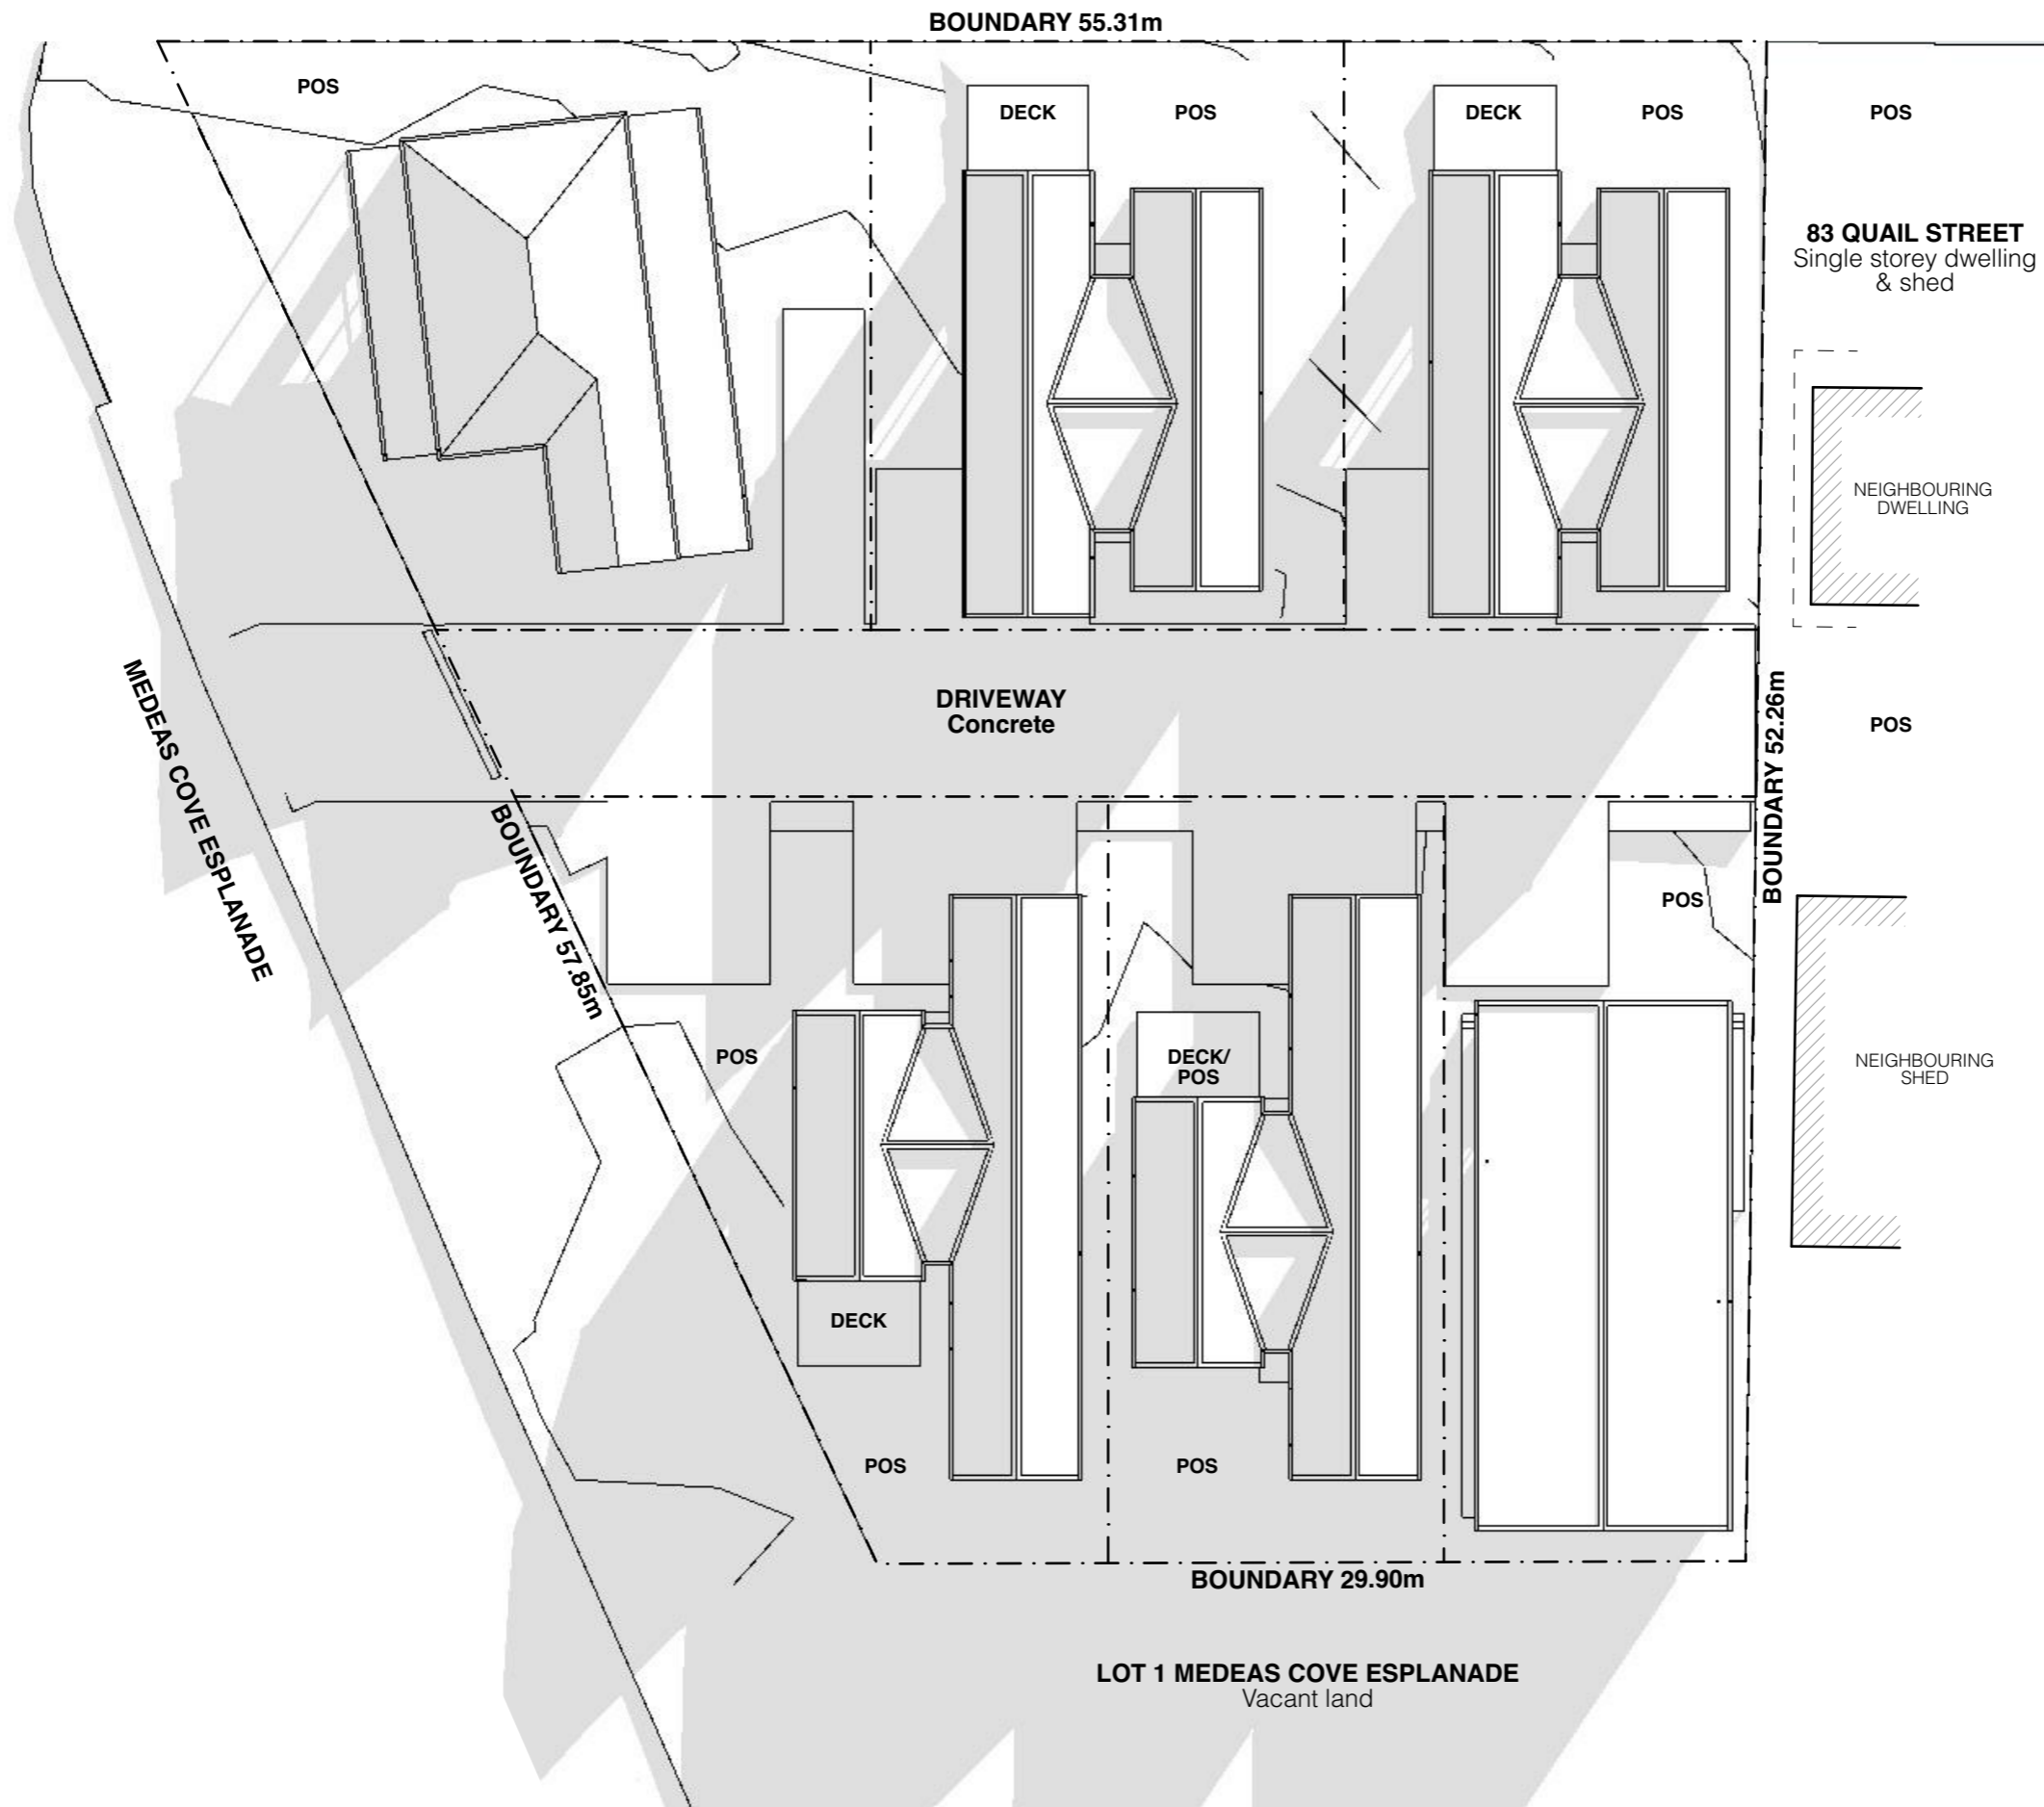 BOUNDARY 55.31m
POS
DECK
POS
DECK
POS
POS
83 QUAIL STREET
Single storey dwelling
& shed
NEIGHBOURING
DWELLING
MEDEAS COVE ESPLANADE
DRIVEWAY
Concrete
BOUNDARY 52.26m
POS
BOUNDARY 57.85m
POS
POS
DECK/
POS
NEIGHBOURING
SHED
DECK
POS
POS
BOUNDARY 29.90m
LOT 1 MEDEAS COVE ESPLANADE
Vacant land